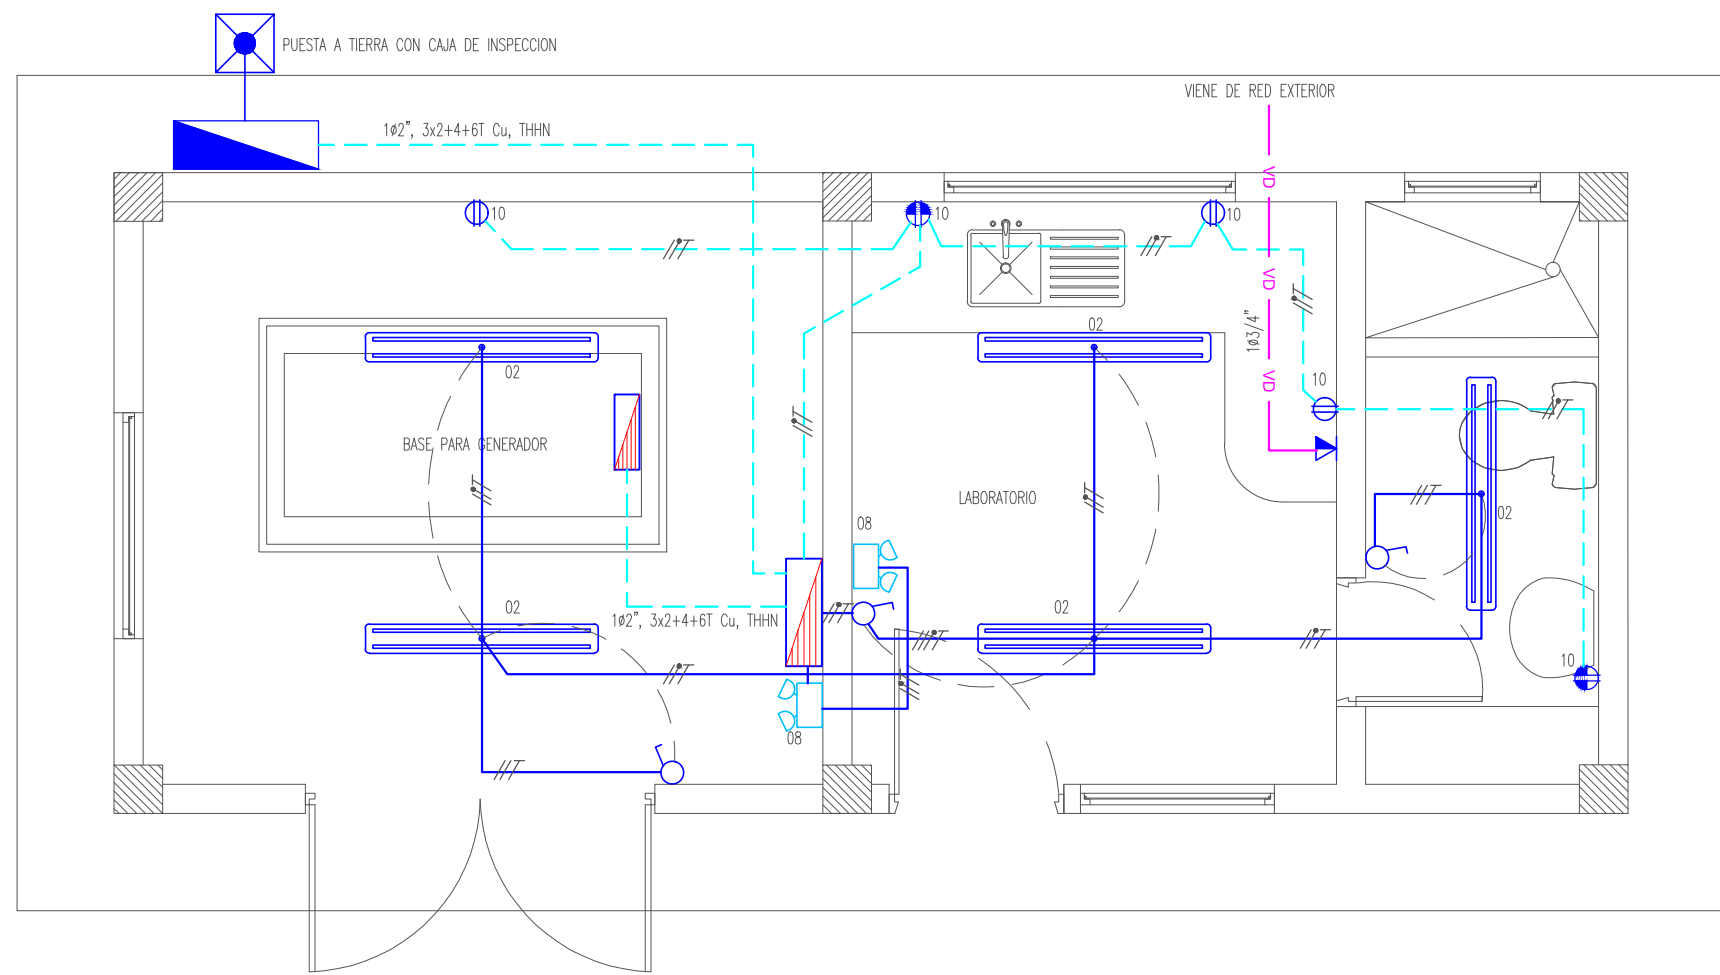 PUESTA A TIERRA CON CAJA DE INSPECCION
VIENE DE RED EXTERIOR
1ø2", 3x2+4+6T Cu, THHN
VD
10
10
10
VD
1ø3/4"
02
02
VD
10
BASE PARA GENERADOR
LABORATORIO
02
08
02
02
1ø2", 3x2+4+6T Cu, THHN
10
08